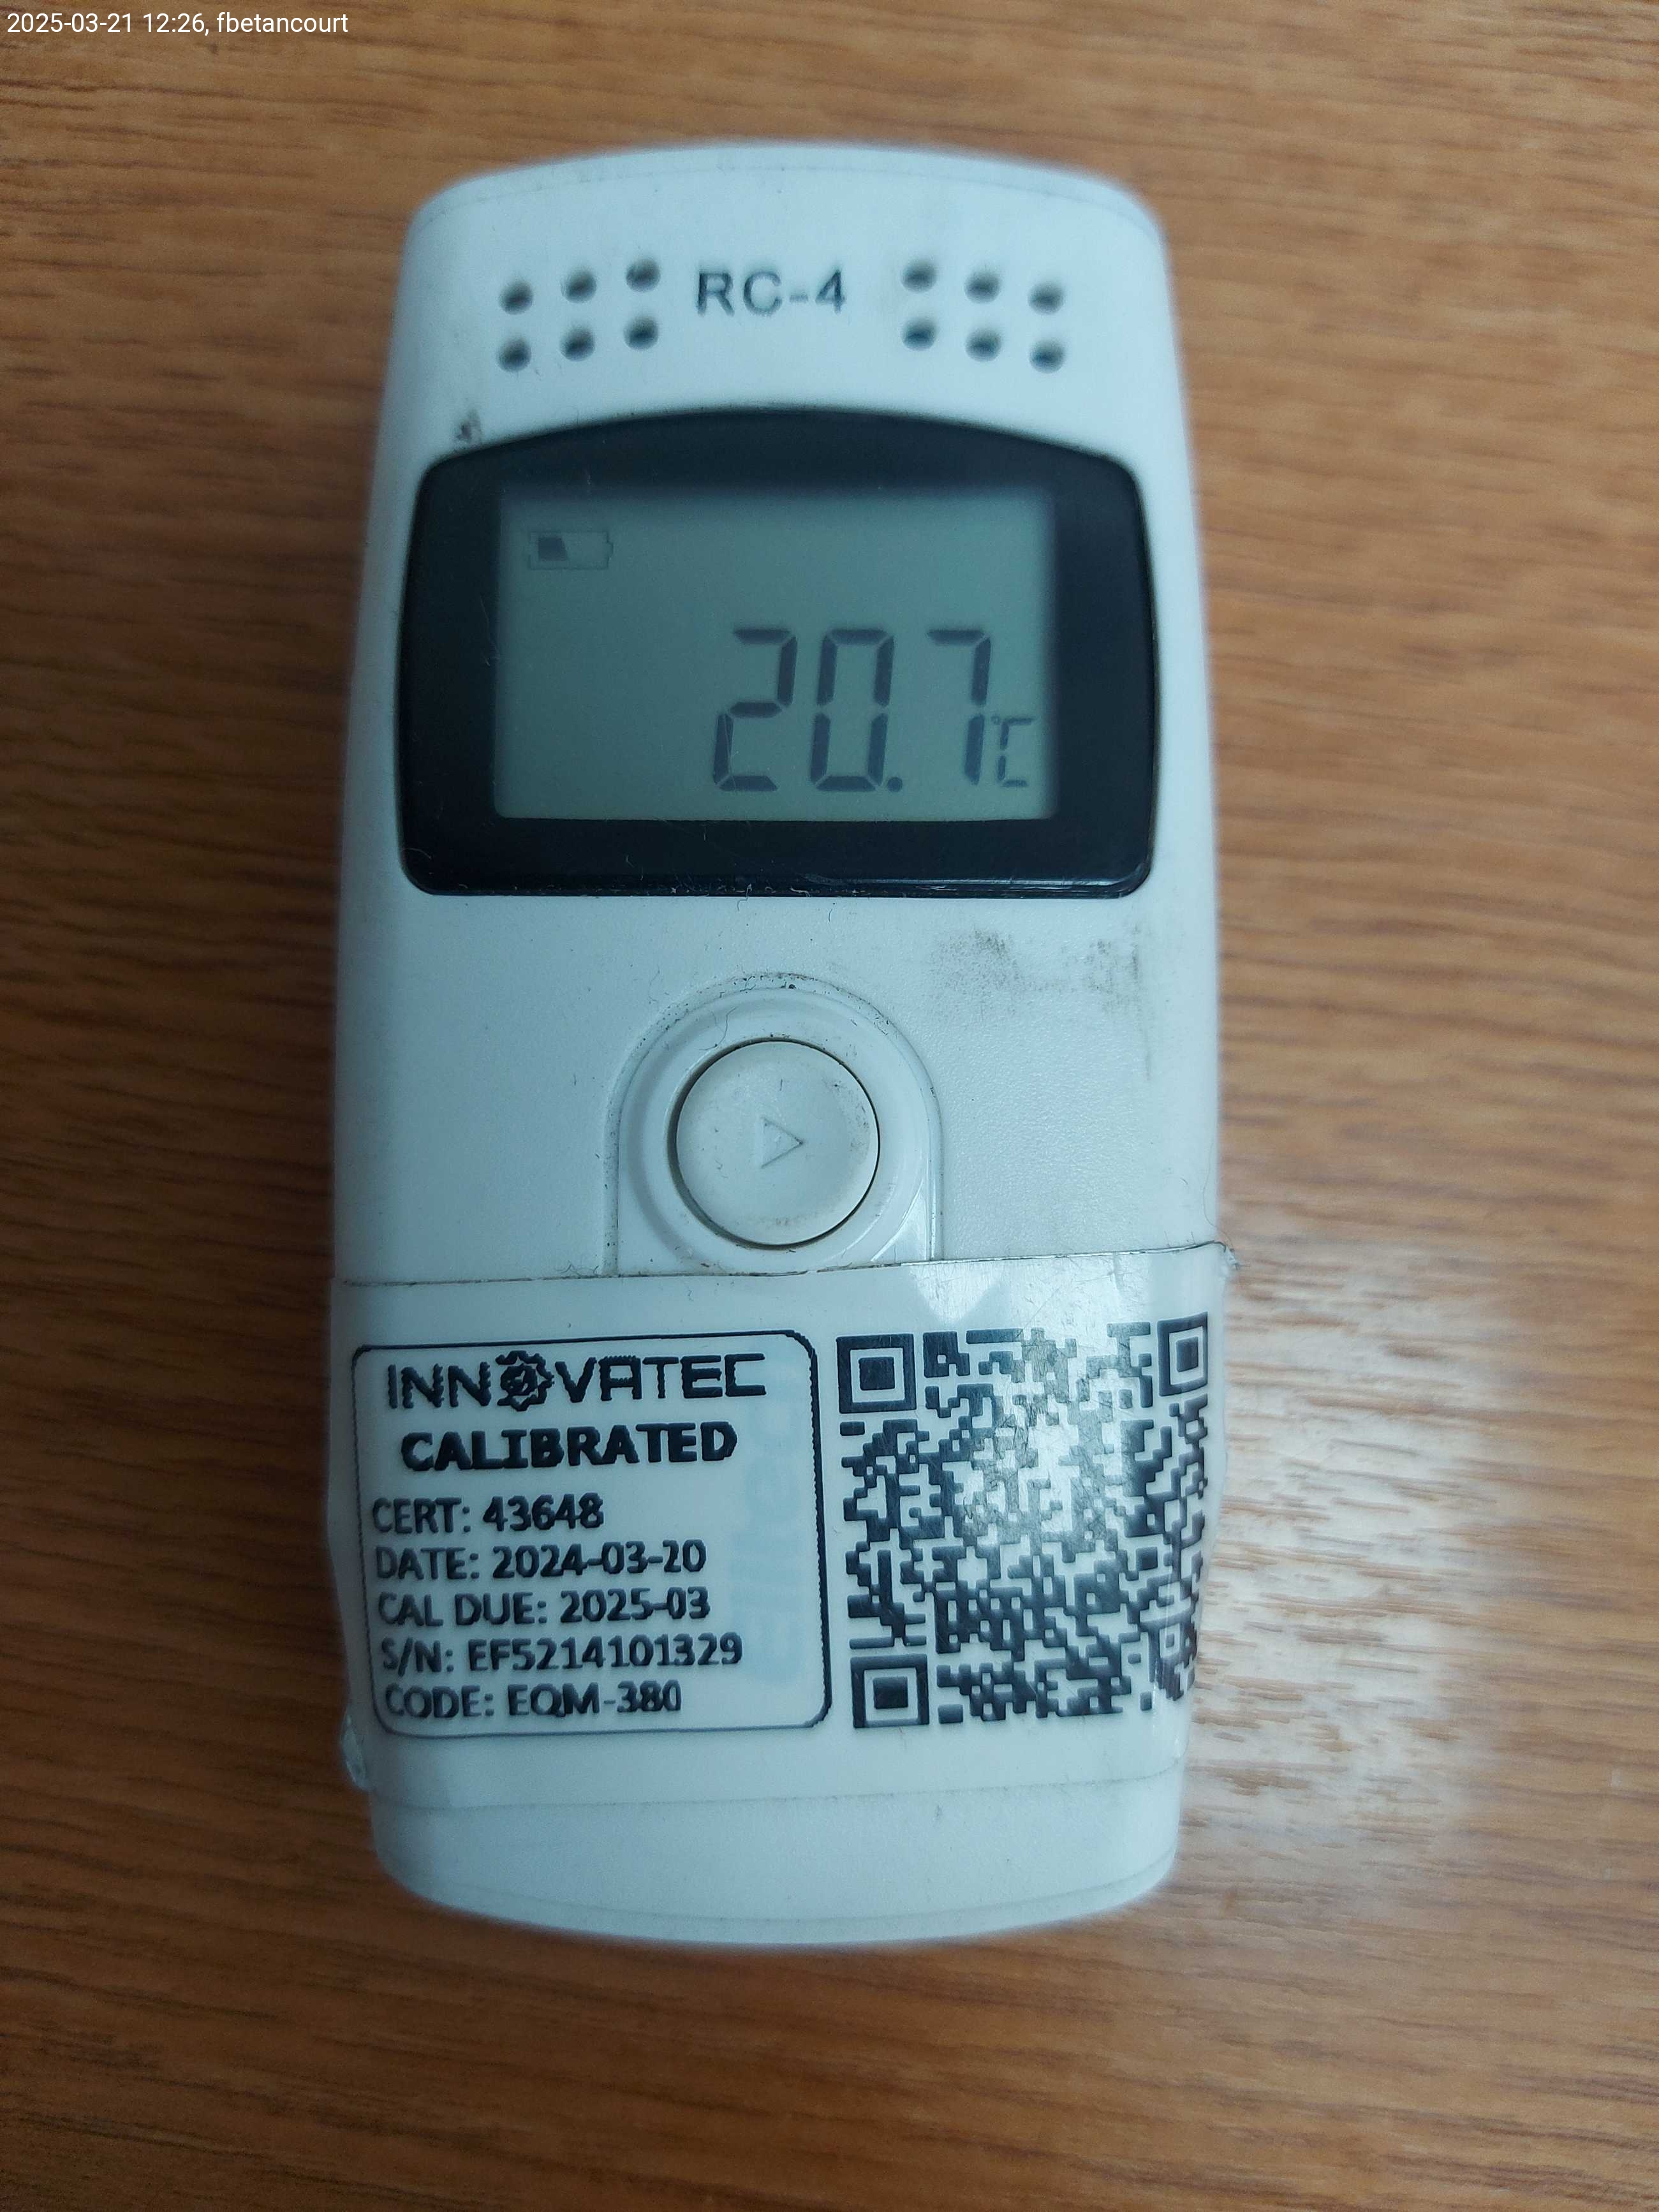 2025-03-21 12:26, fbetancourt
RC-4
20.7°C
INNOVATEC
CALIBRATED
CERT: 43648
DATE: 2024-03-20
CAL DUE: 2025-03
S/N: EF5214101329
CODE: EQM-380